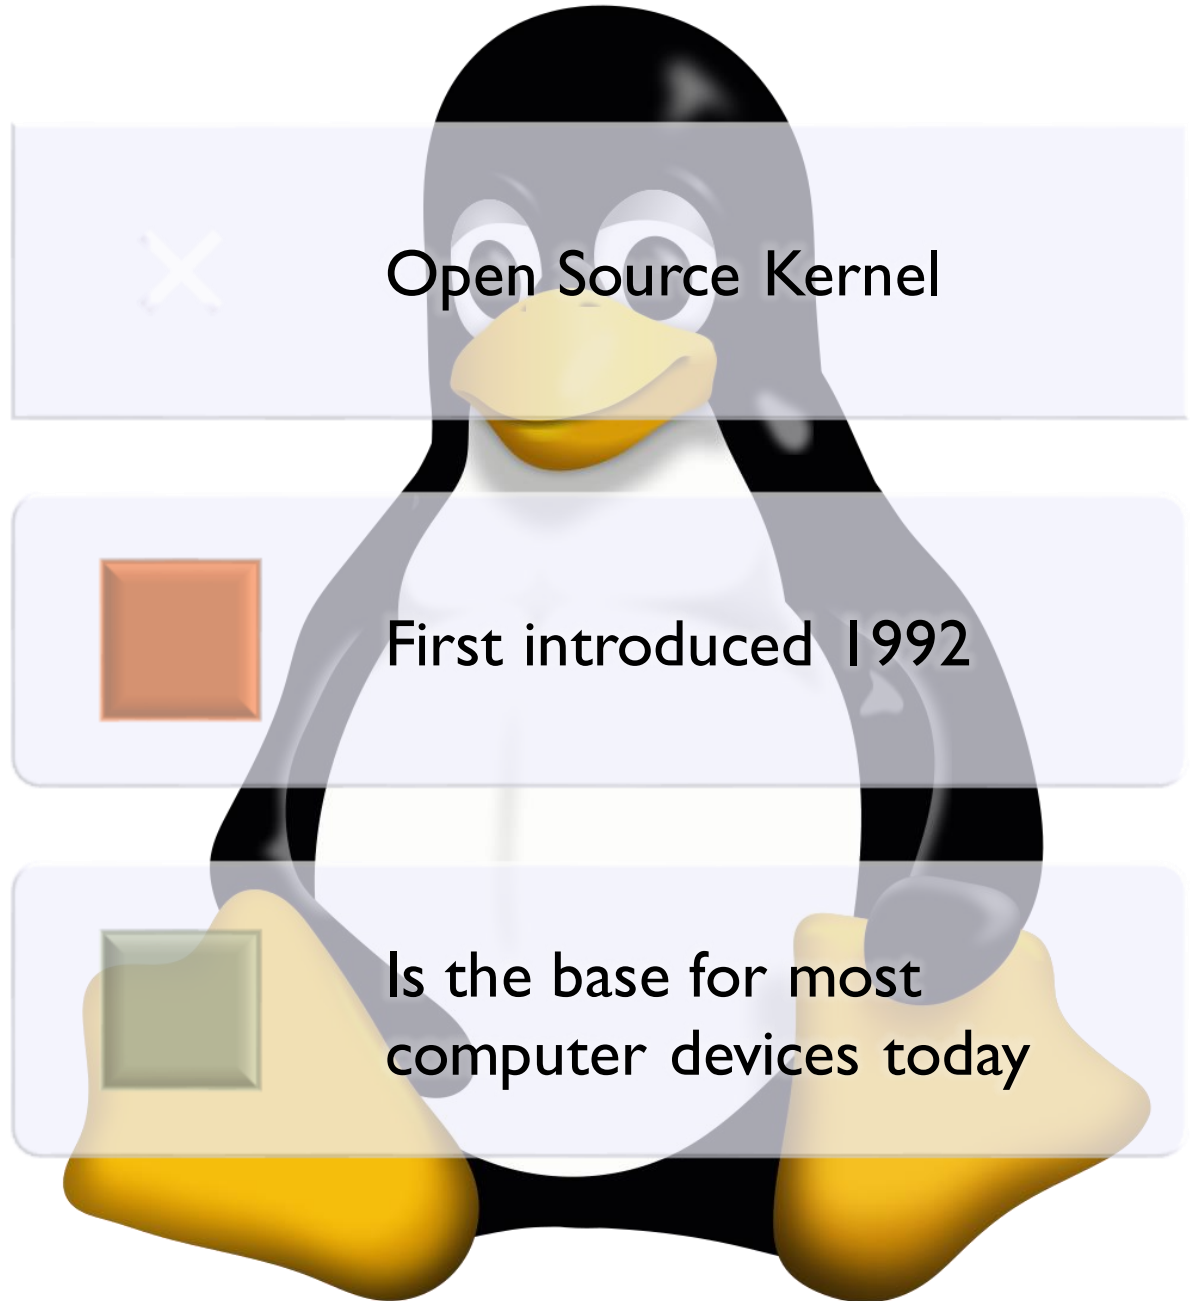 Open Source Kernel
First introduced 1992
Is the base for most
computer devices today